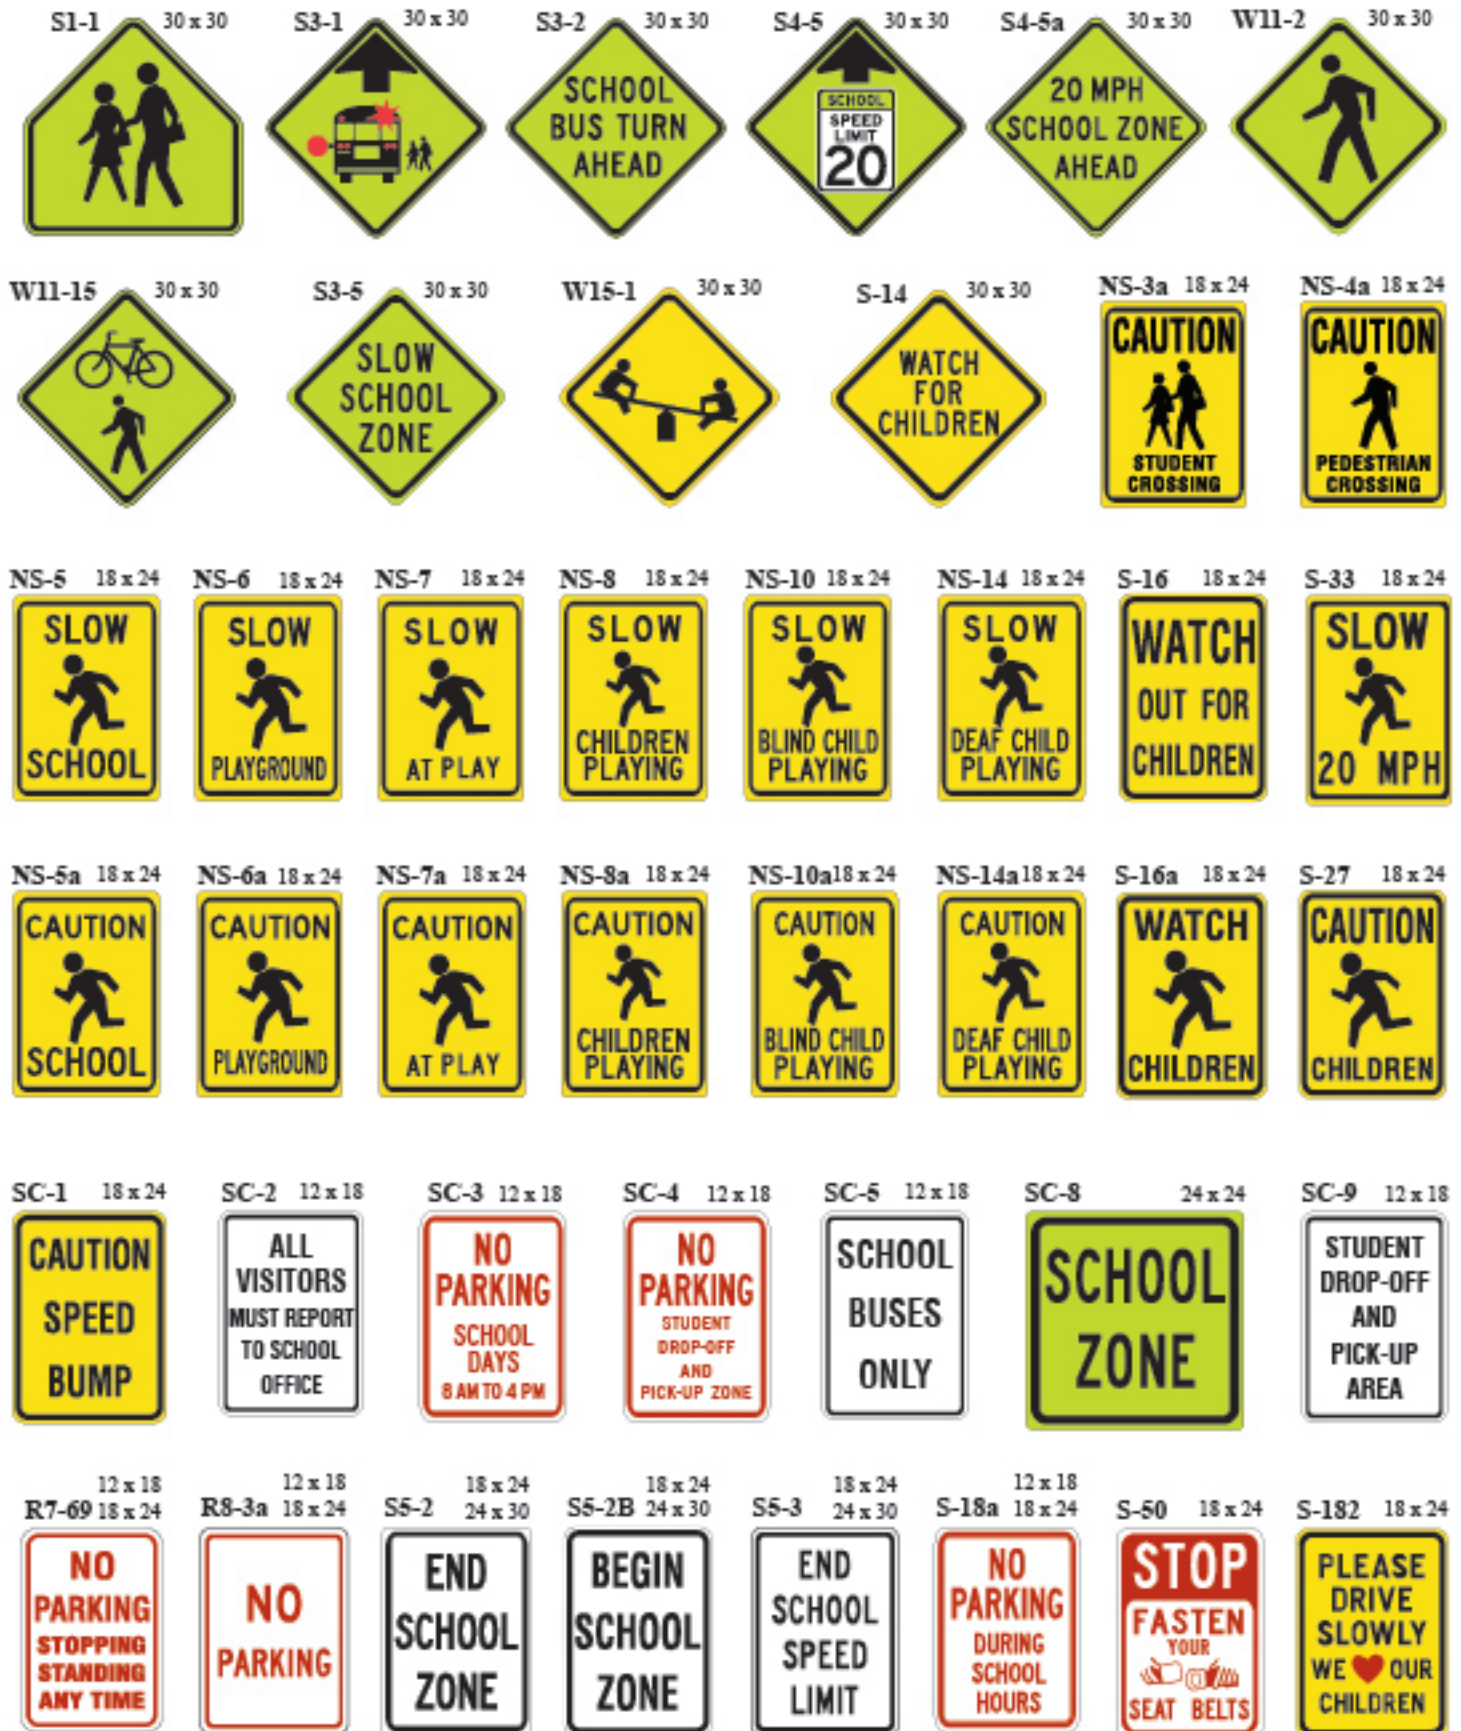 S1-1 30 x 30 S3-1 30 x 30 S3-2 30 x 30 S4-5 30 x 30 S4-5a 30 x 30 W11-2 30 x 30
SCHOOL
BUS TURN
AHEAD
SCHOOL
SPEED
LIMIT
20
20 MPH
SCHOOL ZONE
AHEAD
W11-15 30 x 30 S3-5 30 x 30 W15-1 30 x 30 S-14 30 x 30 NS-3a 18 x 24 NS-4a 18 x 24
SLOW
SCHOOL
ZONE
WATCH
FOR
CHILDREN
CAUTION
STUDENT
CROSSING
CAUTION
PEDESTRIAN
CROSSING
NS-5 18 x 24 NS-6 18 x 24 NS-7 18 x 24 NS-8 18 x 24 NS-10 18 x 24 NS-14 18 x 24 S-16 18 x 24 S-33 18 x 24
SLOW
SCHOOL
SLOW
PLAYGROUND
SLOW
AT PLAY
SLOW
CHILDREN
PLAYING
SLOW
BLIND CHILD
PLAYING
SLOW
DEAF CHILD
PLAYING
WATCH
OUT FOR
CHILDREN
SLOW
20 MPH
NS-5a 18 x 24 NS-6a 18 x 24 NS-7a 18 x 24 NS-8a 18 x 24 NS-10a 18 x 24 NS-14a 18 x 24 S-16a 18 x 24 S-27 18 x 24
CAUTION
SCHOOL
CAUTION
PLAYGROUND
CAUTION
AT PLAY
CAUTION
CHILDREN
PLAYING
CAUTION
BLIND CHILD
PLAYING
CAUTION
DEAF CHILD
PLAYING
WATCH
CHILDREN
CAUTION
CHILDREN
SC-1 18 x 24 SC-2 12 x 18 SC-3 12 x 18 SC-4 12 x 18 SC-5 12 x 18 SC-8 24 x 24 SC-9 12 x 18
CAUTION
SPEED
BUMP
ALL
VISITORS
MUST REPORT
TO SCHOOL
OFFICE
NO
PARKING
SCHOOL
DAYS
8 AM TO 4 PM
NO
PARKING
STUDENT
DROP-OFF
AND
PICK-UP ZONE
SCHOOL
BUSES
ONLY
SCHOOL
ZONE
STUDENT
DROP-OFF
AND
PICK-UP
AREA
12 x 18 12 x 18 18 x 24 18 x 24 18 x 24 12 x 18
R7-69 18 x 24 R8-3a 18 x 24 S5-2 24 x 30 S5-2B 24 x 30 S5-3 24 x 30 S-18a 18 x 24 S-50 18 x 24 S-182 18 x 24
NO
PARKING
STOPPING
STANDING
ANY TIME
NO
PARKING
END
SCHOOL
ZONE
BEGIN
SCHOOL
ZONE
END
SCHOOL
SPEED
LIMIT
NO
PARKING
DURING
SCHOOL
HOURS
STOP
FASTEN
YOUR
SEAT BELTS
PLEASE
DRIVE
SLOWLY
WE ❤ OUR
CHILDREN